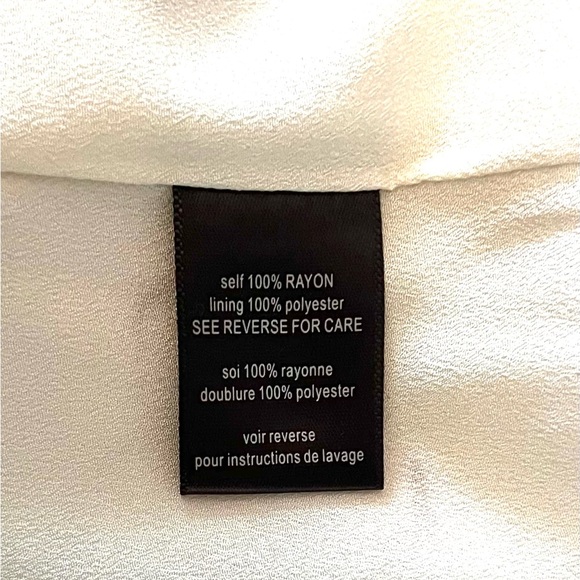 self 100% RAYON
lining 100% polyester
SEE REVERSE FOR CARE
soi 100% rayonne
doublure 100% polyester
voir reverse
pour instructions de lavage